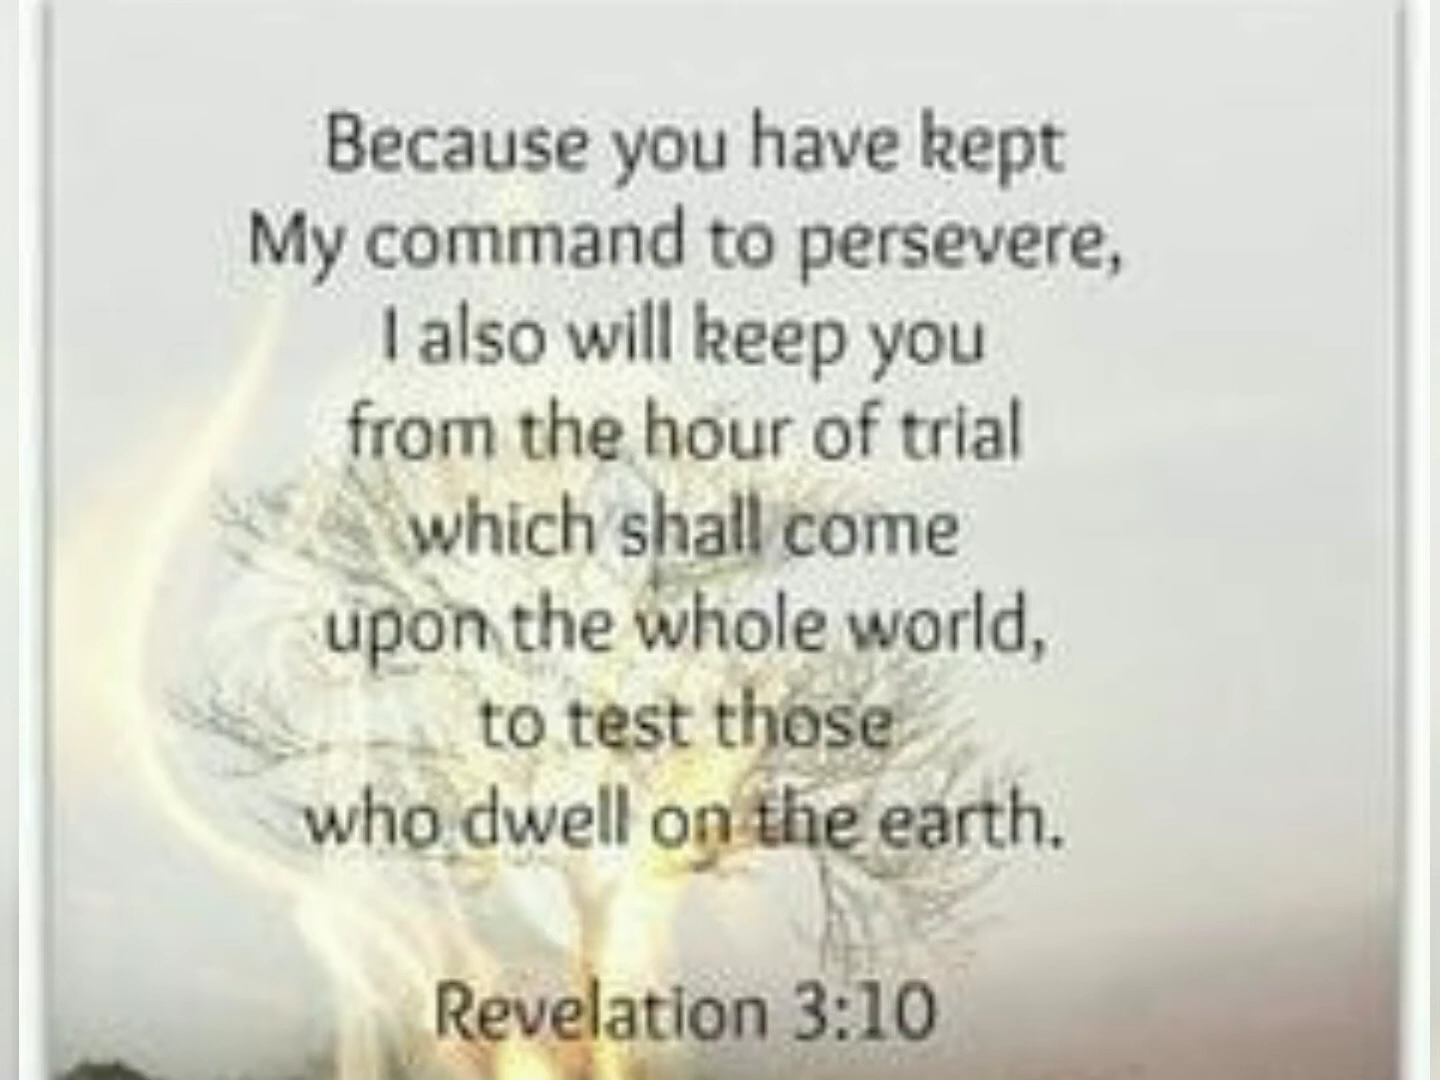 Because you have kept
My command to persevere,
I also will keep you
from the hour of trial
which shall come
upon the whole world,
to test those
who dwell on the earth.
Revelation 3:10